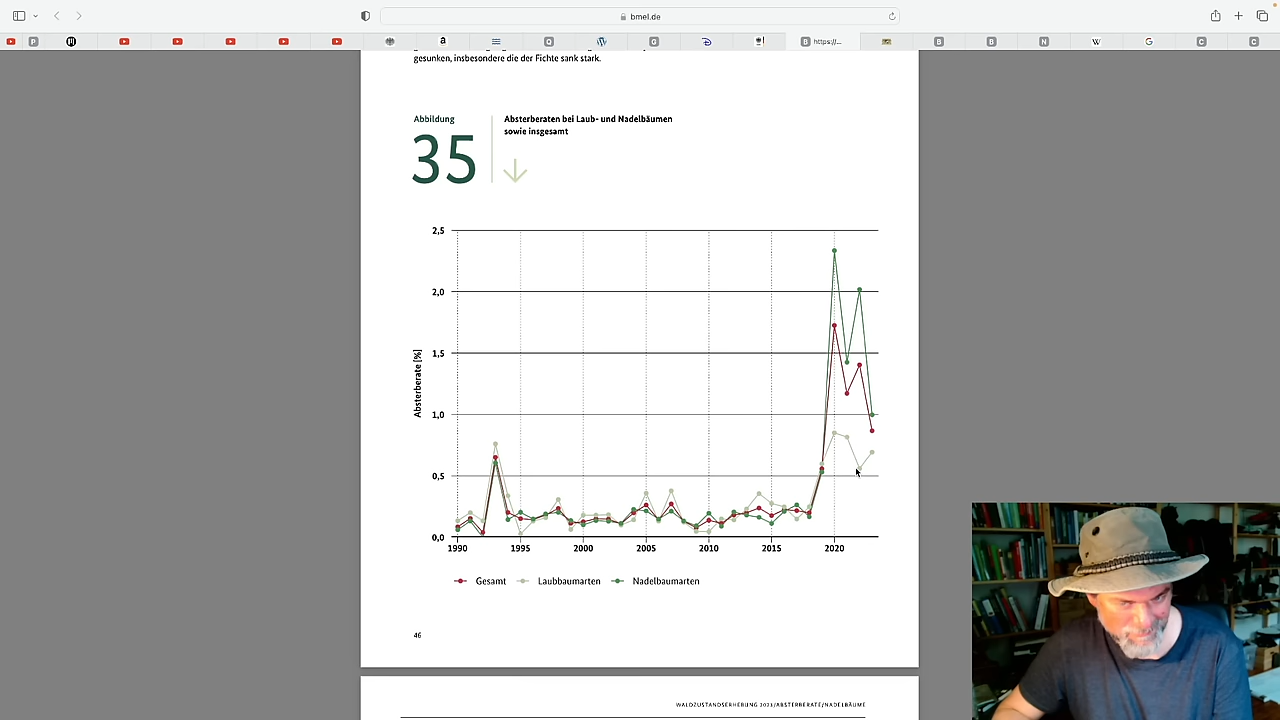 bmel.de
https://...
gesunken, insbesondere die der Fichte sank stark.
Abbildung
35
Absterberaten bei Laub- und Nadelbäumen
sowie insgesamt
Absterberate [%]
2,5
2,0
1,5
1,0
0,5
0,0
1990 1995 2000 2005 2010 2015 2020
Gesamt Laubbaumarten Nadelbaumarten
46
WALDZUSTANDSERHEBUNG 2023/ABSTERBERATE/NADELBÄUME